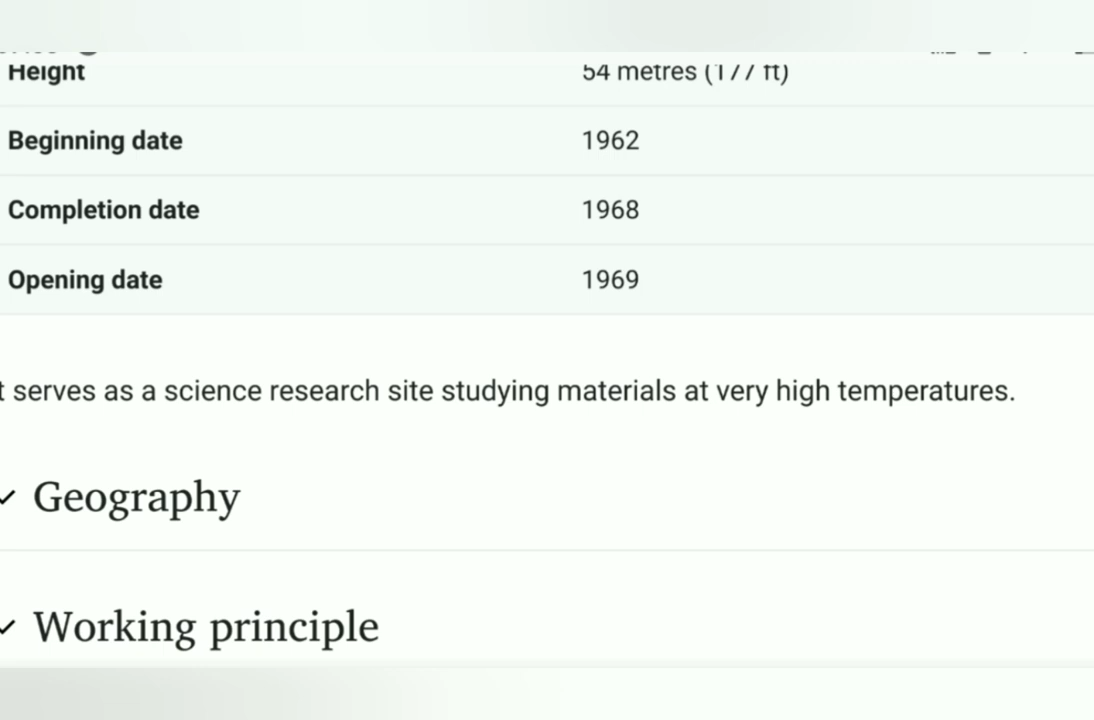 Height 54 metres (177 ft)
Beginning date 1962
Completion date 1968
Opening date 1969
t serves as a science research site studying materials at very high temperatures.
Geography
Working principle